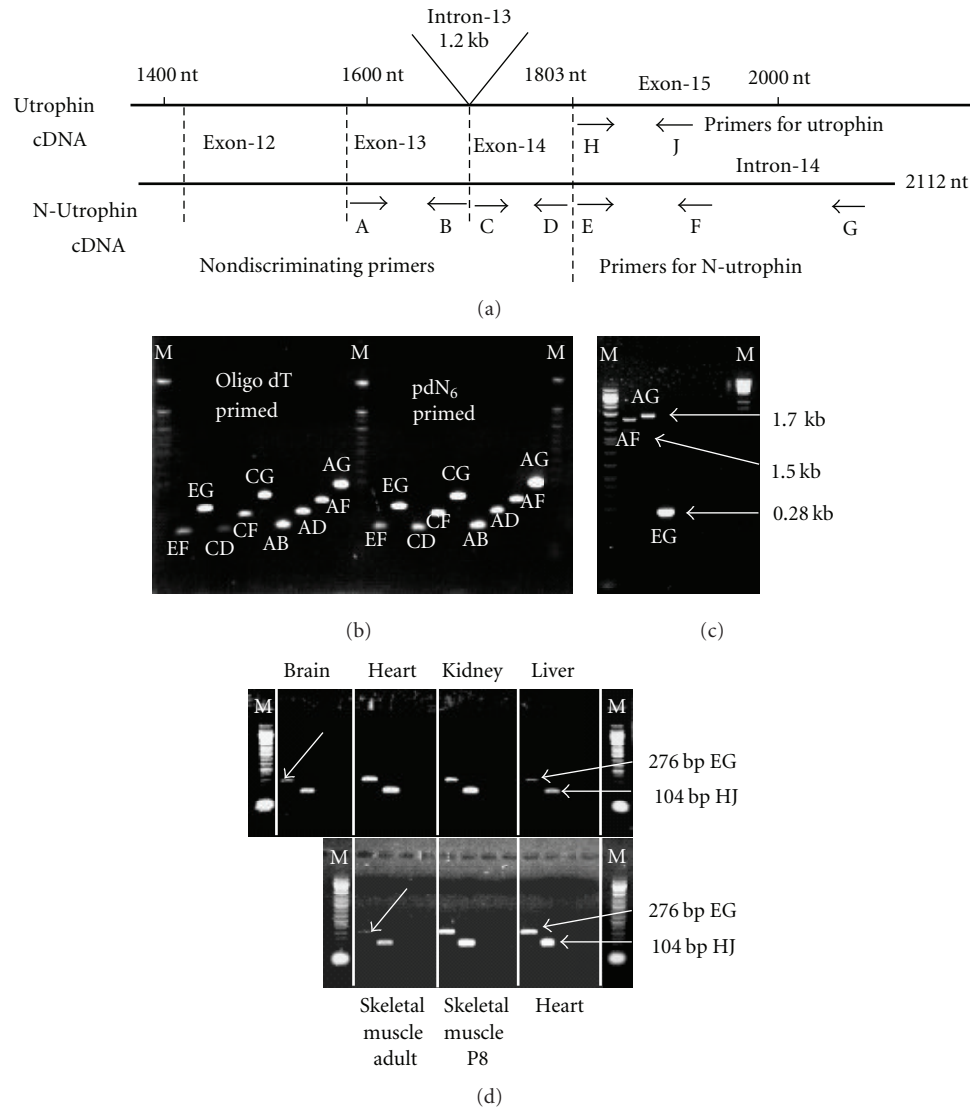 Intron-13
1.2 kb
1400 nt
1600 nt
1803 nt
2000 nt
Exon-15
Utrophin
cDNA
Exon-12
Exon-13
Exon-14
H
J
Primers for utrophin
Intron-14
2112 nt
N-Utrophin
cDNA
A
B
C
D
E
F
G
Nondiscriminating primers
Primers for N-utrophin
(a)
M
M
M
Oligo dT
primed
pdN6
primed
EF
EG
CD
CF
CG
AB
AD
AF
AG
EF
EG
CD
CF
CG
AB
AD
AF
AG
(b)
M
M
AG
AF
EG
1.7 kb
1.5 kb
0.28 kb
(c)
Brain
Heart
Kidney
Liver
M
M
276 bp EG
104 bp HJ
M
M
276 bp EG
104 bp HJ
Skeletal
muscle
adult
Skeletal
muscle
P8
Heart
(d)